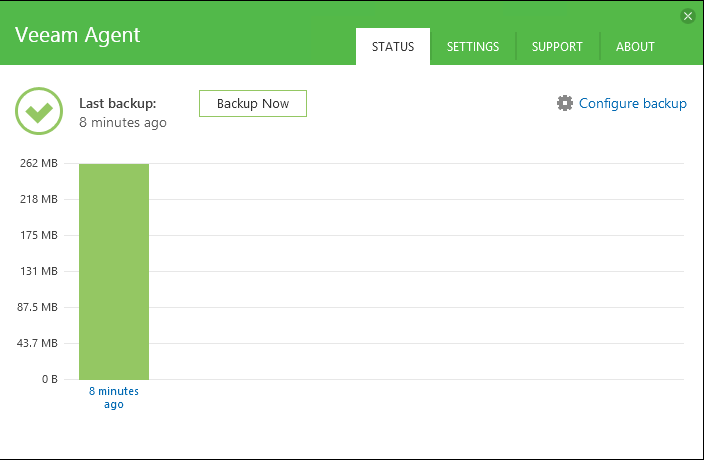 Veeam Agent
STATUS
SETTINGS
SUPPORT
ABOUT
Last backup:
8 minutes ago
Backup Now
Configure backup
262 MB
218 MB
175 MB
131 MB
87.5 MB
43.7 MB
0 B
8 minutes
ago